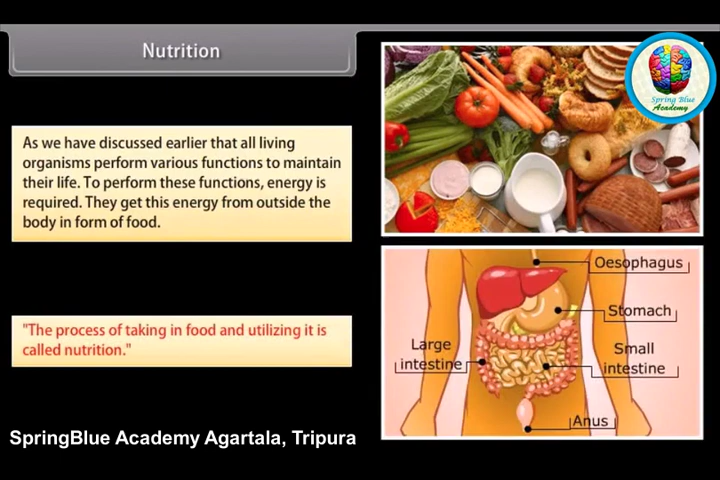 Nutrition
As we have discussed earlier that all living
organisms perform various functions to maintain
their life. To perform these functions, energy is
required. They get this energy from outside the
body in form of food.
"The process of taking in food and utilizing it is
called nutrition."
SpringBlue Academy Agartala, Tripura
Spring Blue
Academy
Oesophagus
Stomach
Large
intestine
Small
intestine
Anus